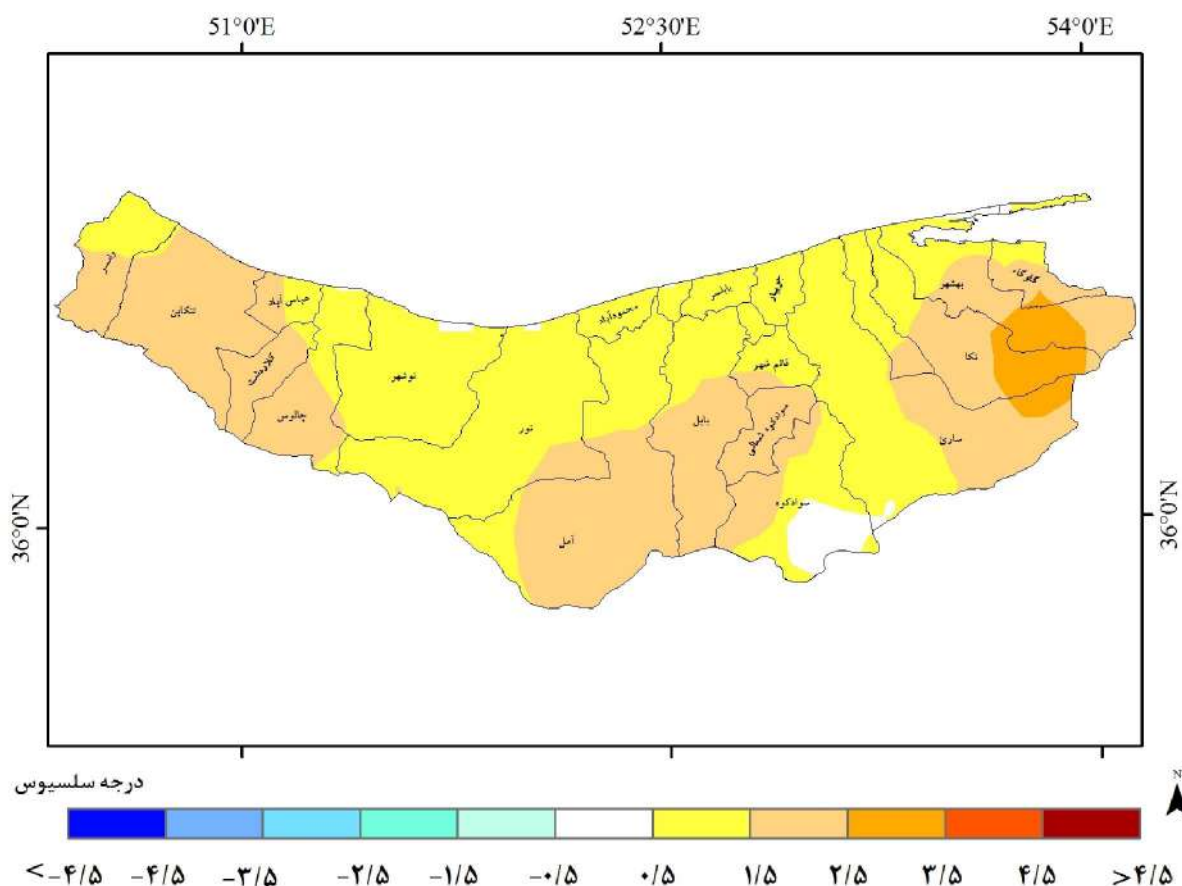 51°0'E 52°30'E 54°0'E
رامسر
تنکابن
عباس آباد
کلاردشت
چالوس
نوشهر
نور
محمودآباد
بابلسر
جویبار
قائم شهر
بابل
سوادکوه شمالی
آمل
سوادکوه
بهشهر
گلوگاه
نکا
ساری
36°0'N 36°0'N
درجه سلسیوس
N
<-۴/۵ -۴/۵ -۳/۵ -۲/۵ -۱/۵ -۰/۵ ۰/۵ ۱/۵ ۲/۵ ۳/۵ ۴/۵ >۴/۵